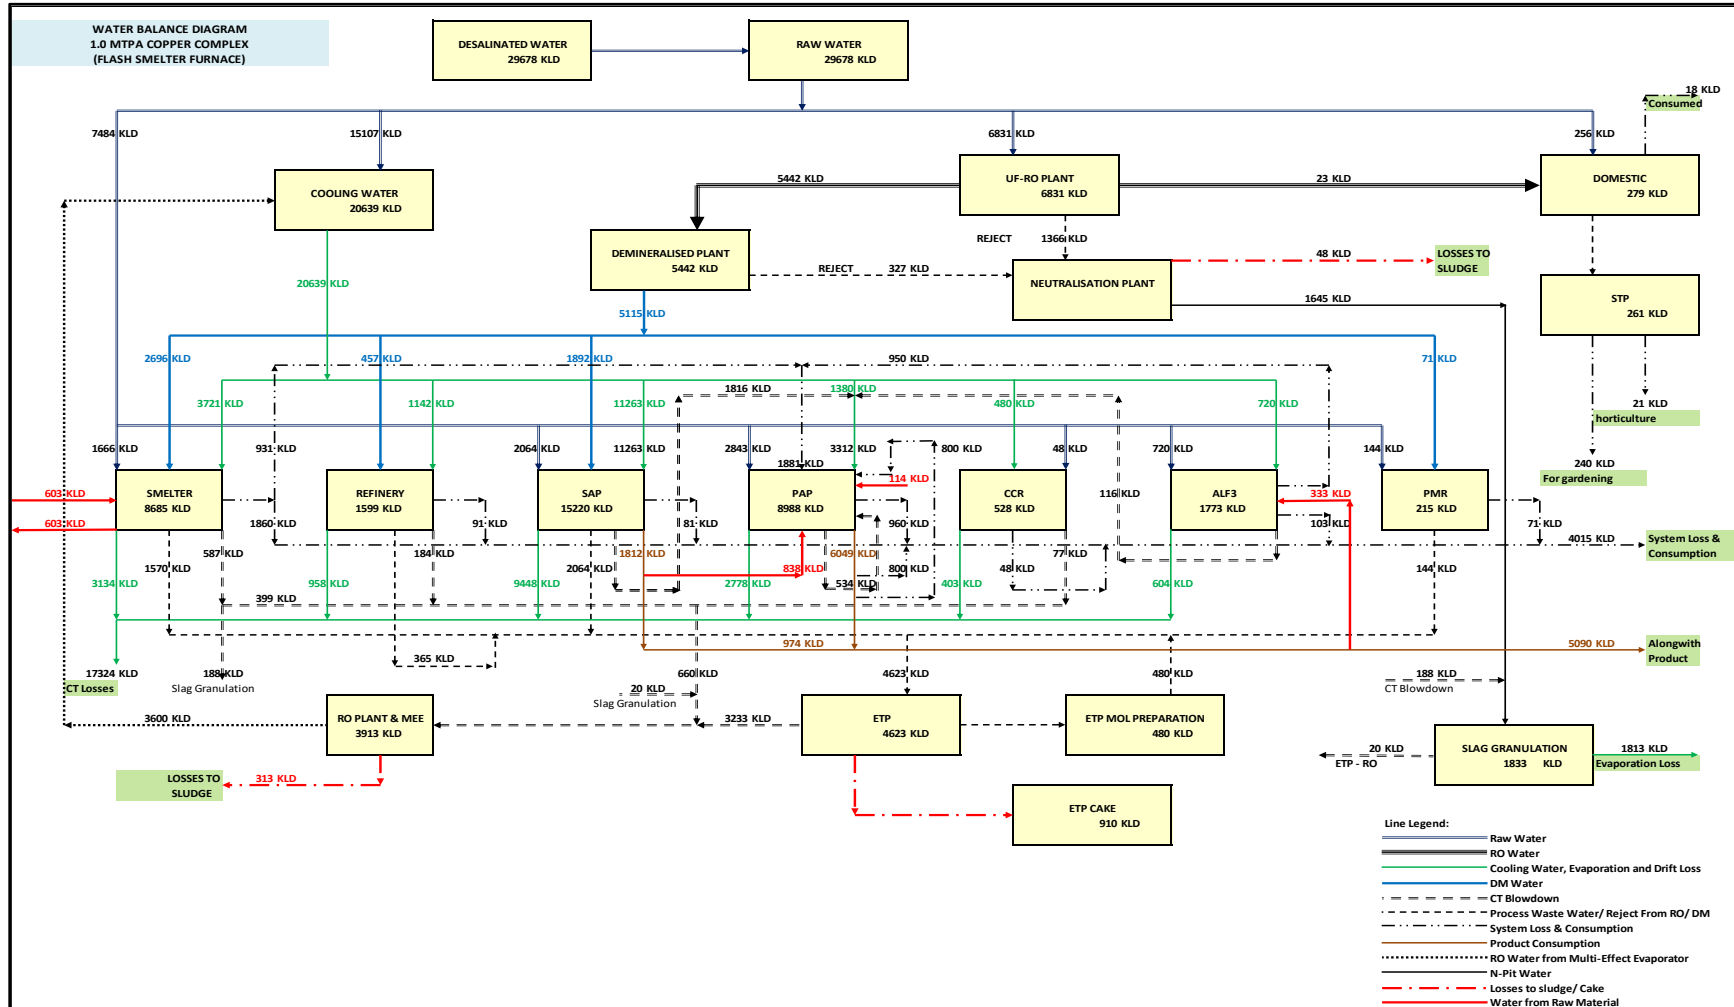 WATER BALANCE DIAGRAM
1.0 MTPA COPPER COMPLEX
(FLASH SMELTER FURNACE)
DESALINATED WATER
29678 KLD
RAW WATER
29678 KLD
18 KLD
Consumed
7484 KLD
15107 KLD
6831 KLD
256 KLD
COOLING WATER
20639 KLD
5442 KLD
UF-RO PLANT
6831 KLD
23 KLD
DOMESTIC
279 KLD
DEMINERALISED PLANT
5442 KLD
REJECT
1366 KLD
REJECT 327 KLD
NEUTRALISATION PLANT
48 KLD
LOSSES TO
SLUDGE
20639 KLD
5115 KLD
1645 KLD
STP
261 KLD
2696 KLD
457 KLD
1892 KLD
950 KLD
71 KLD
3721 KLD
1142 KLD
11263 KLD
1816 KLD
1380 KLD
480 KLD
720 KLD
21 KLD
horticulture
1666 KLD
931 KLD
2064 KLD
11263 KLD
2843 KLD
3312 KLD
800 KLD
48 KLD
720 KLD
144 KLD
1881 KLD
240 KLD
For gardening
603 KLD
SMELTER
8685 KLD
REFINERY
1599 KLD
SAP
15220 KLD
PAP
8988 KLD
114 KLD
CCR
528 KLD
116 KLD
ALF3
1773 KLD
333 KLD
PMR
215 KLD
603 KLD
1860 KLD
91 KLD
81 KLD
960 KLD
103 KLD
71 KLD
4015 KLD
System Loss &
Consumption
587 KLD
184 KLD
1812 KLD
6049 KLD
77 KLD
1570 KLD
2064 KLD
838 KLD
800 KLD
48 KLD
144 KLD
3134 KLD
958 KLD
9448 KLD
2778 KLD
534 KLD
403 KLD
604 KLD
399 KLD
974 KLD
5090 KLD
Alongwith
Product
365 KLD
17324 KLD
CT Losses
188 KLD
Slag Granulation
660 KLD
4623 KLD
480 KLD
188 KLD
CT Blowdown
20 KLD
Slag Granulation
3600 KLD
RO PLANT & MEE
3913 KLD
3233 KLD
ETP
4623 KLD
ETP MOL PREPARATION
480 KLD
20 KLD
ETP - RO
SLAG GRANULATION
1833 KLD
1813 KLD
Evaporation Loss
LOSSES TO
SLUDGE
313 KLD
ETP CAKE
910 KLD
Line Legend:
Raw Water
RO Water
Cooling Water, Evaporation and Drift Loss
DM Water
CT Blowdown
Process Waste Water/ Reject From RO/ DM
System Loss & Consumption
Product Consumption
RO Water from Multi-Effect Evaporator
N-Pit Water
Losses to sludge/ Cake
Water from Raw Material